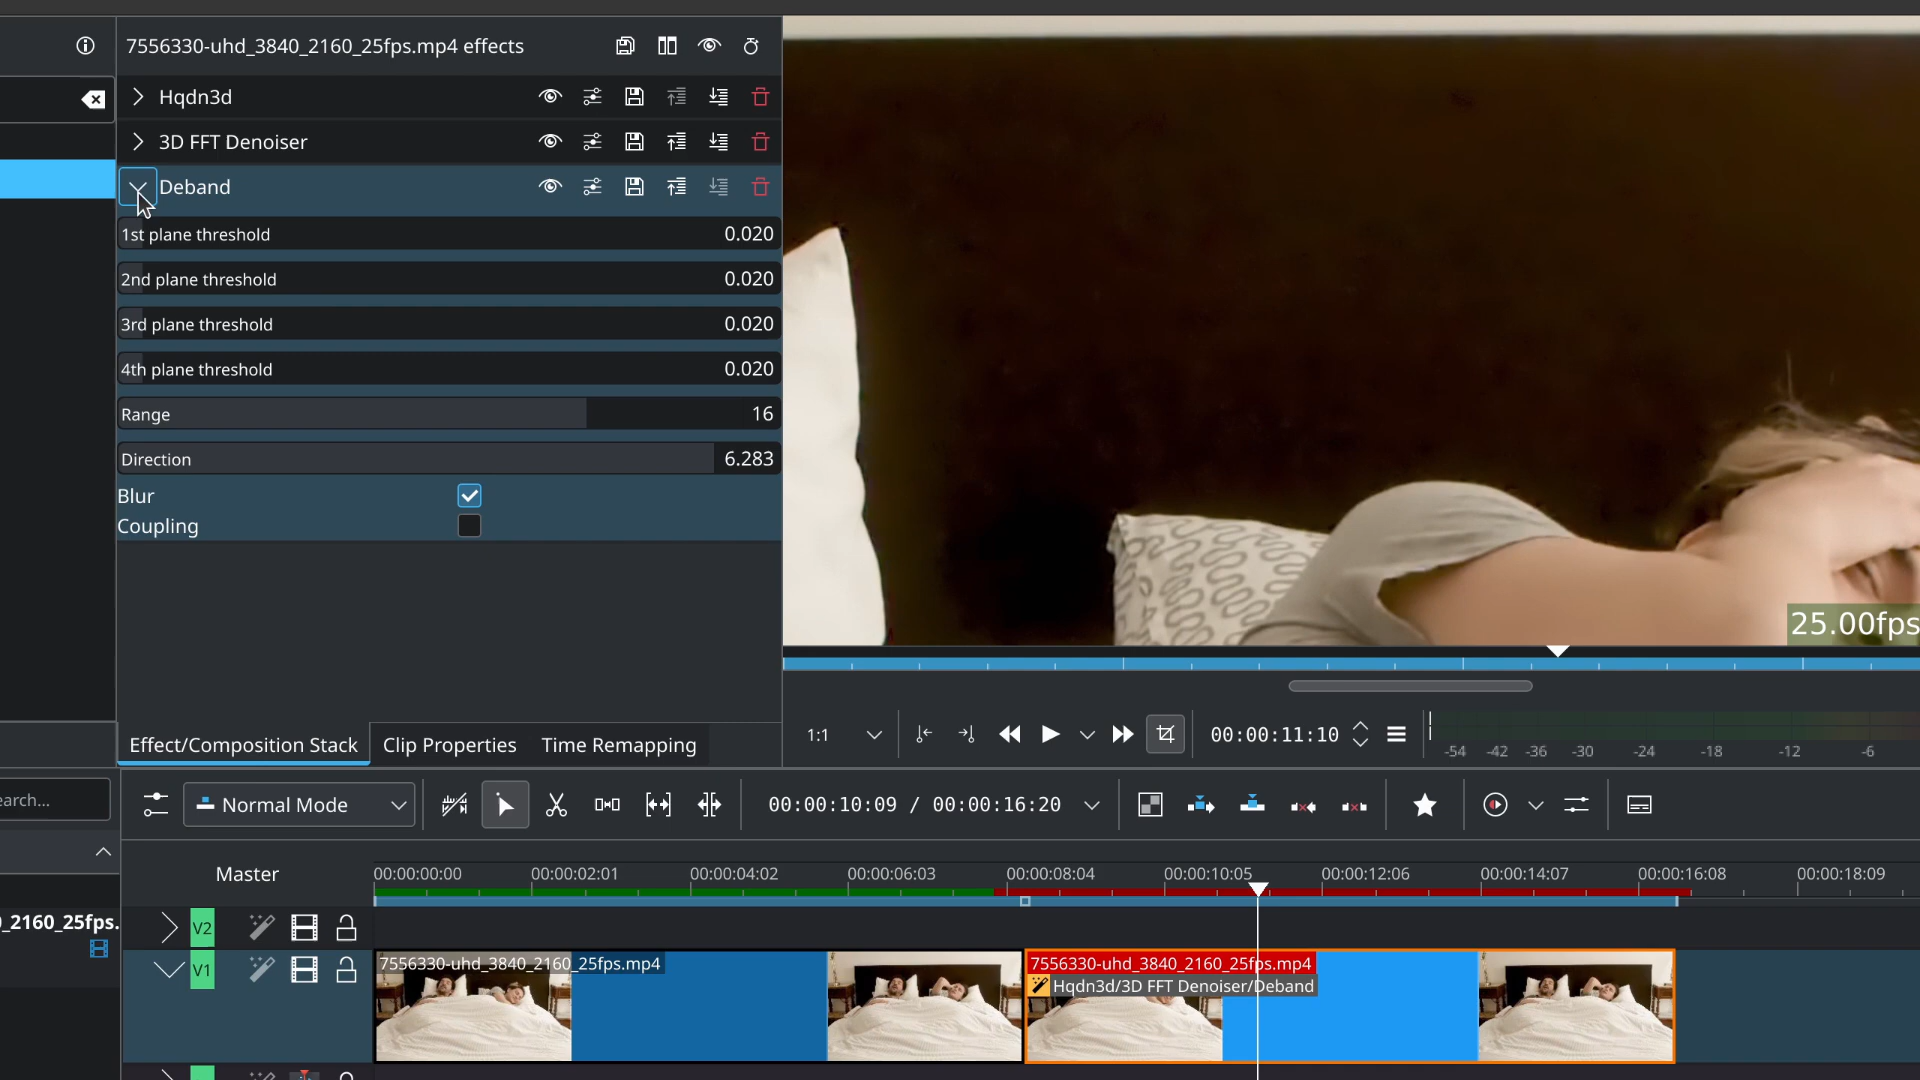 7556330-uhd_3840_2160_25fps.mp4 effects
Hqdn3d
3D FFT Denoiser
Deband
1st plane threshold 0.020
2nd plane threshold 0.020
3rd plane threshold 0.020
4th plane threshold 0.020
Range 16
Direction 6.283
Blur
Coupling
25.00fps
Effect/Composition Stack Clip Properties Time Remapping
1:1 00:00:11:10
-54 -42 -36 -30 -24 -18 -12 -6
earch...
Normal Mode 00:00:10:09 / 00:00:16:20
Master
00:00:00:00 00:00:02:01 00:00:04:02 00:00:06:03 00:00:08:04 00:00:10:05 00:00:12:06 00:00:14:07 00:00:16:08 00:00:18:09
_2160_25fps.
V2
V1
7556330-uhd_3840_2160_25fps.mp4
7556330-uhd_3840_2160_25fps.mp4
Hqdn3d/3D FFT Denoiser/Deband